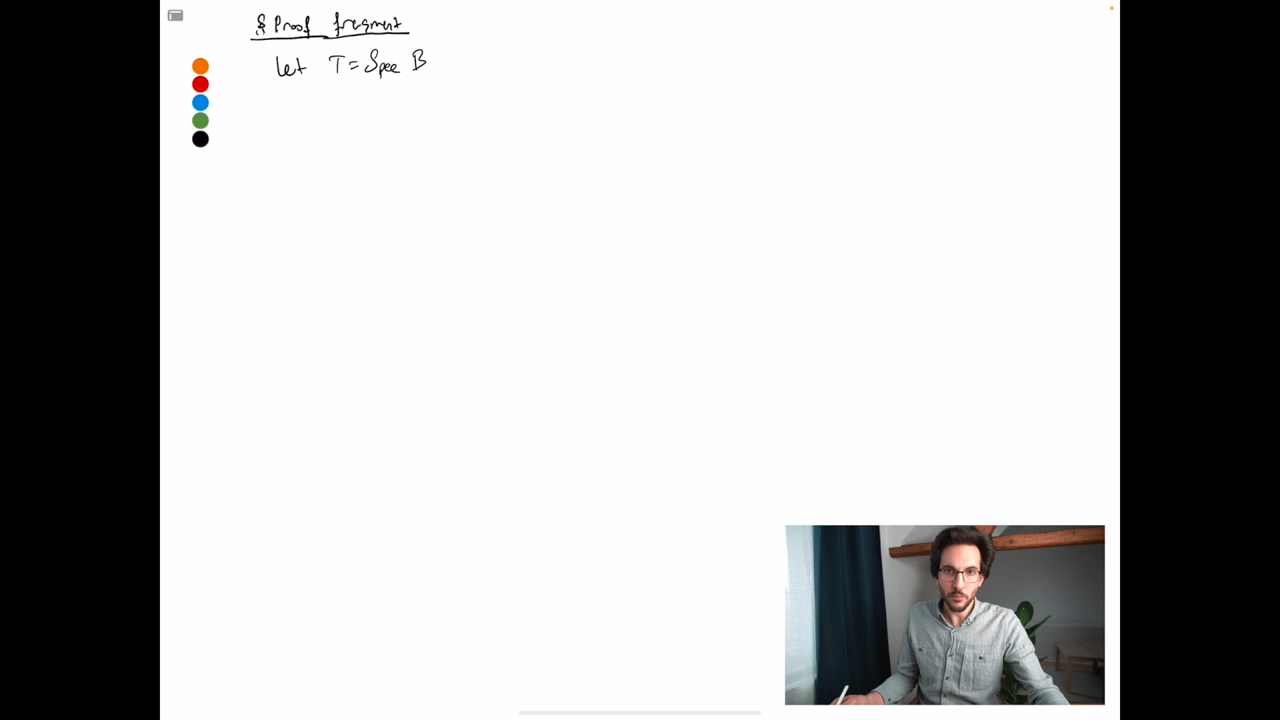 § Proof fragment
Let T = Spec B